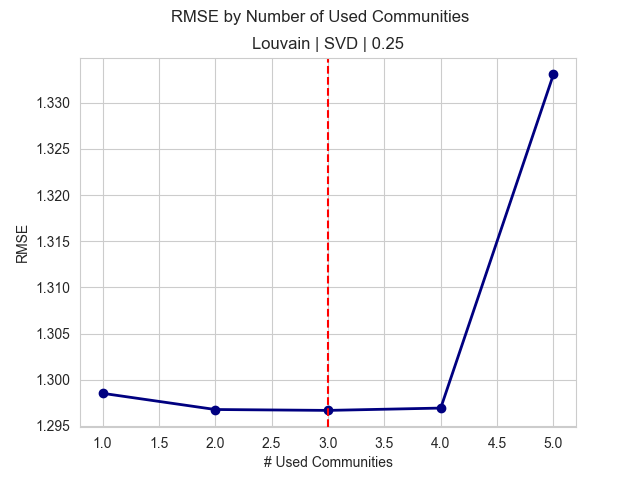 RMSE by Number of Used Communities
Louvain | SVD | 0.25
RMSE
1.330
1.325
1.320
1.315
1.310
1.305
1.300
1.295
1.0 1.5 2.0 2.5 3.0 3.5 4.0 4.5 5.0
# Used Communities